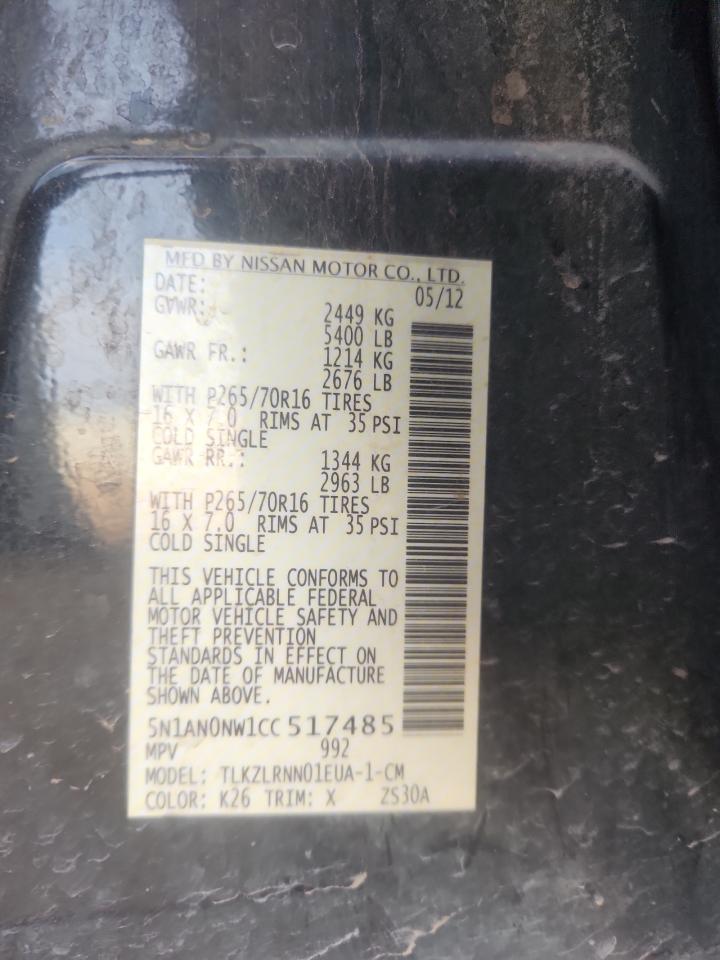 MFD BY NISSAN MOTOR CO., LTD.
DATE: 05/12
GVWR: 2449 KG
5400 LB
GAWR FR.: 1214 KG
2676 LB
WITH P265/70R16 TIRES
16 X 7.0 RIMS AT 35 PSI
COLD SINGLE
GAWR RR.: 1344 KG
2963 LB
WITH P265/70R16 TIRES
16 X 7.0 RIMS AT 35 PSI
COLD SINGLE
THIS VEHICLE CONFORMS TO
ALL APPLICABLE FEDERAL
MOTOR VEHICLE SAFETY AND
THEFT PREVENTION
STANDARDS IN EFFECT ON
THE DATE OF MANUFACTURE
SHOWN ABOVE.
5N1AN0NW1CC517485
MPV 992
MODEL: TLKZLRNN01EUA-1-CM
COLOR: K26 TRIM: X ZS30A